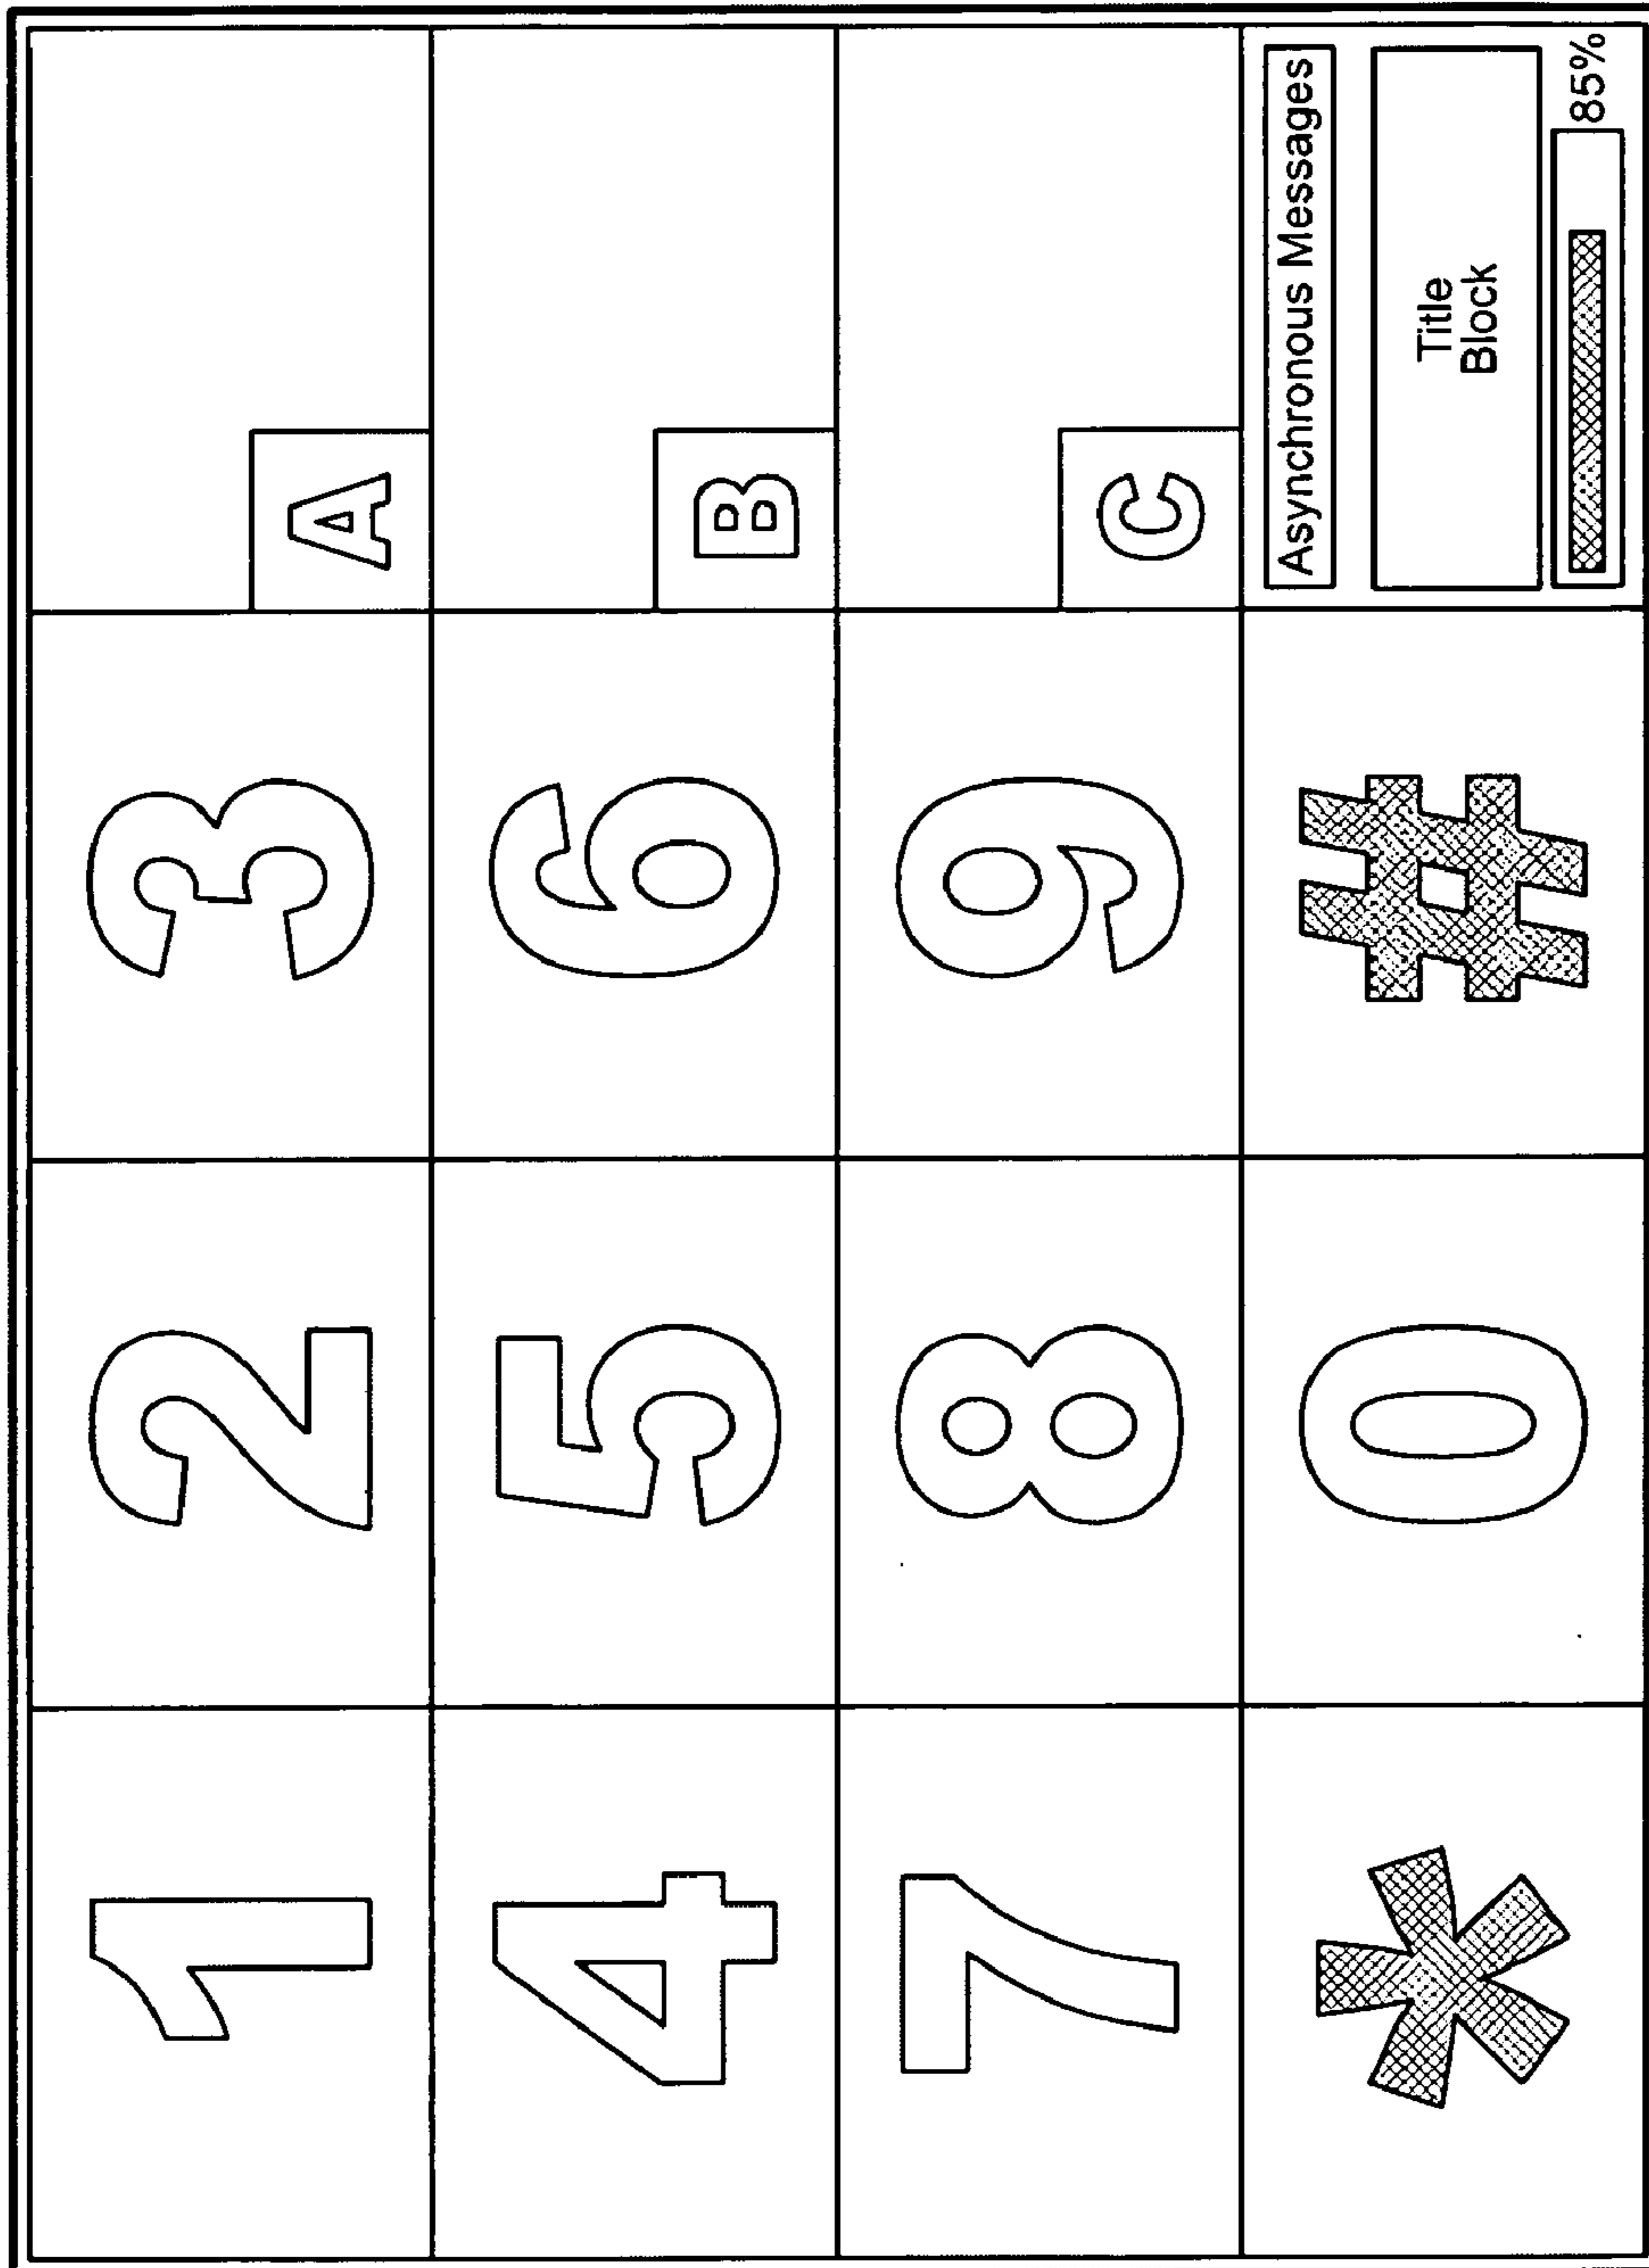 1 2 3 A
4 5 6 B
7 8 9 C
* 0 #
Asynchronous Messages
Title
Block
85%